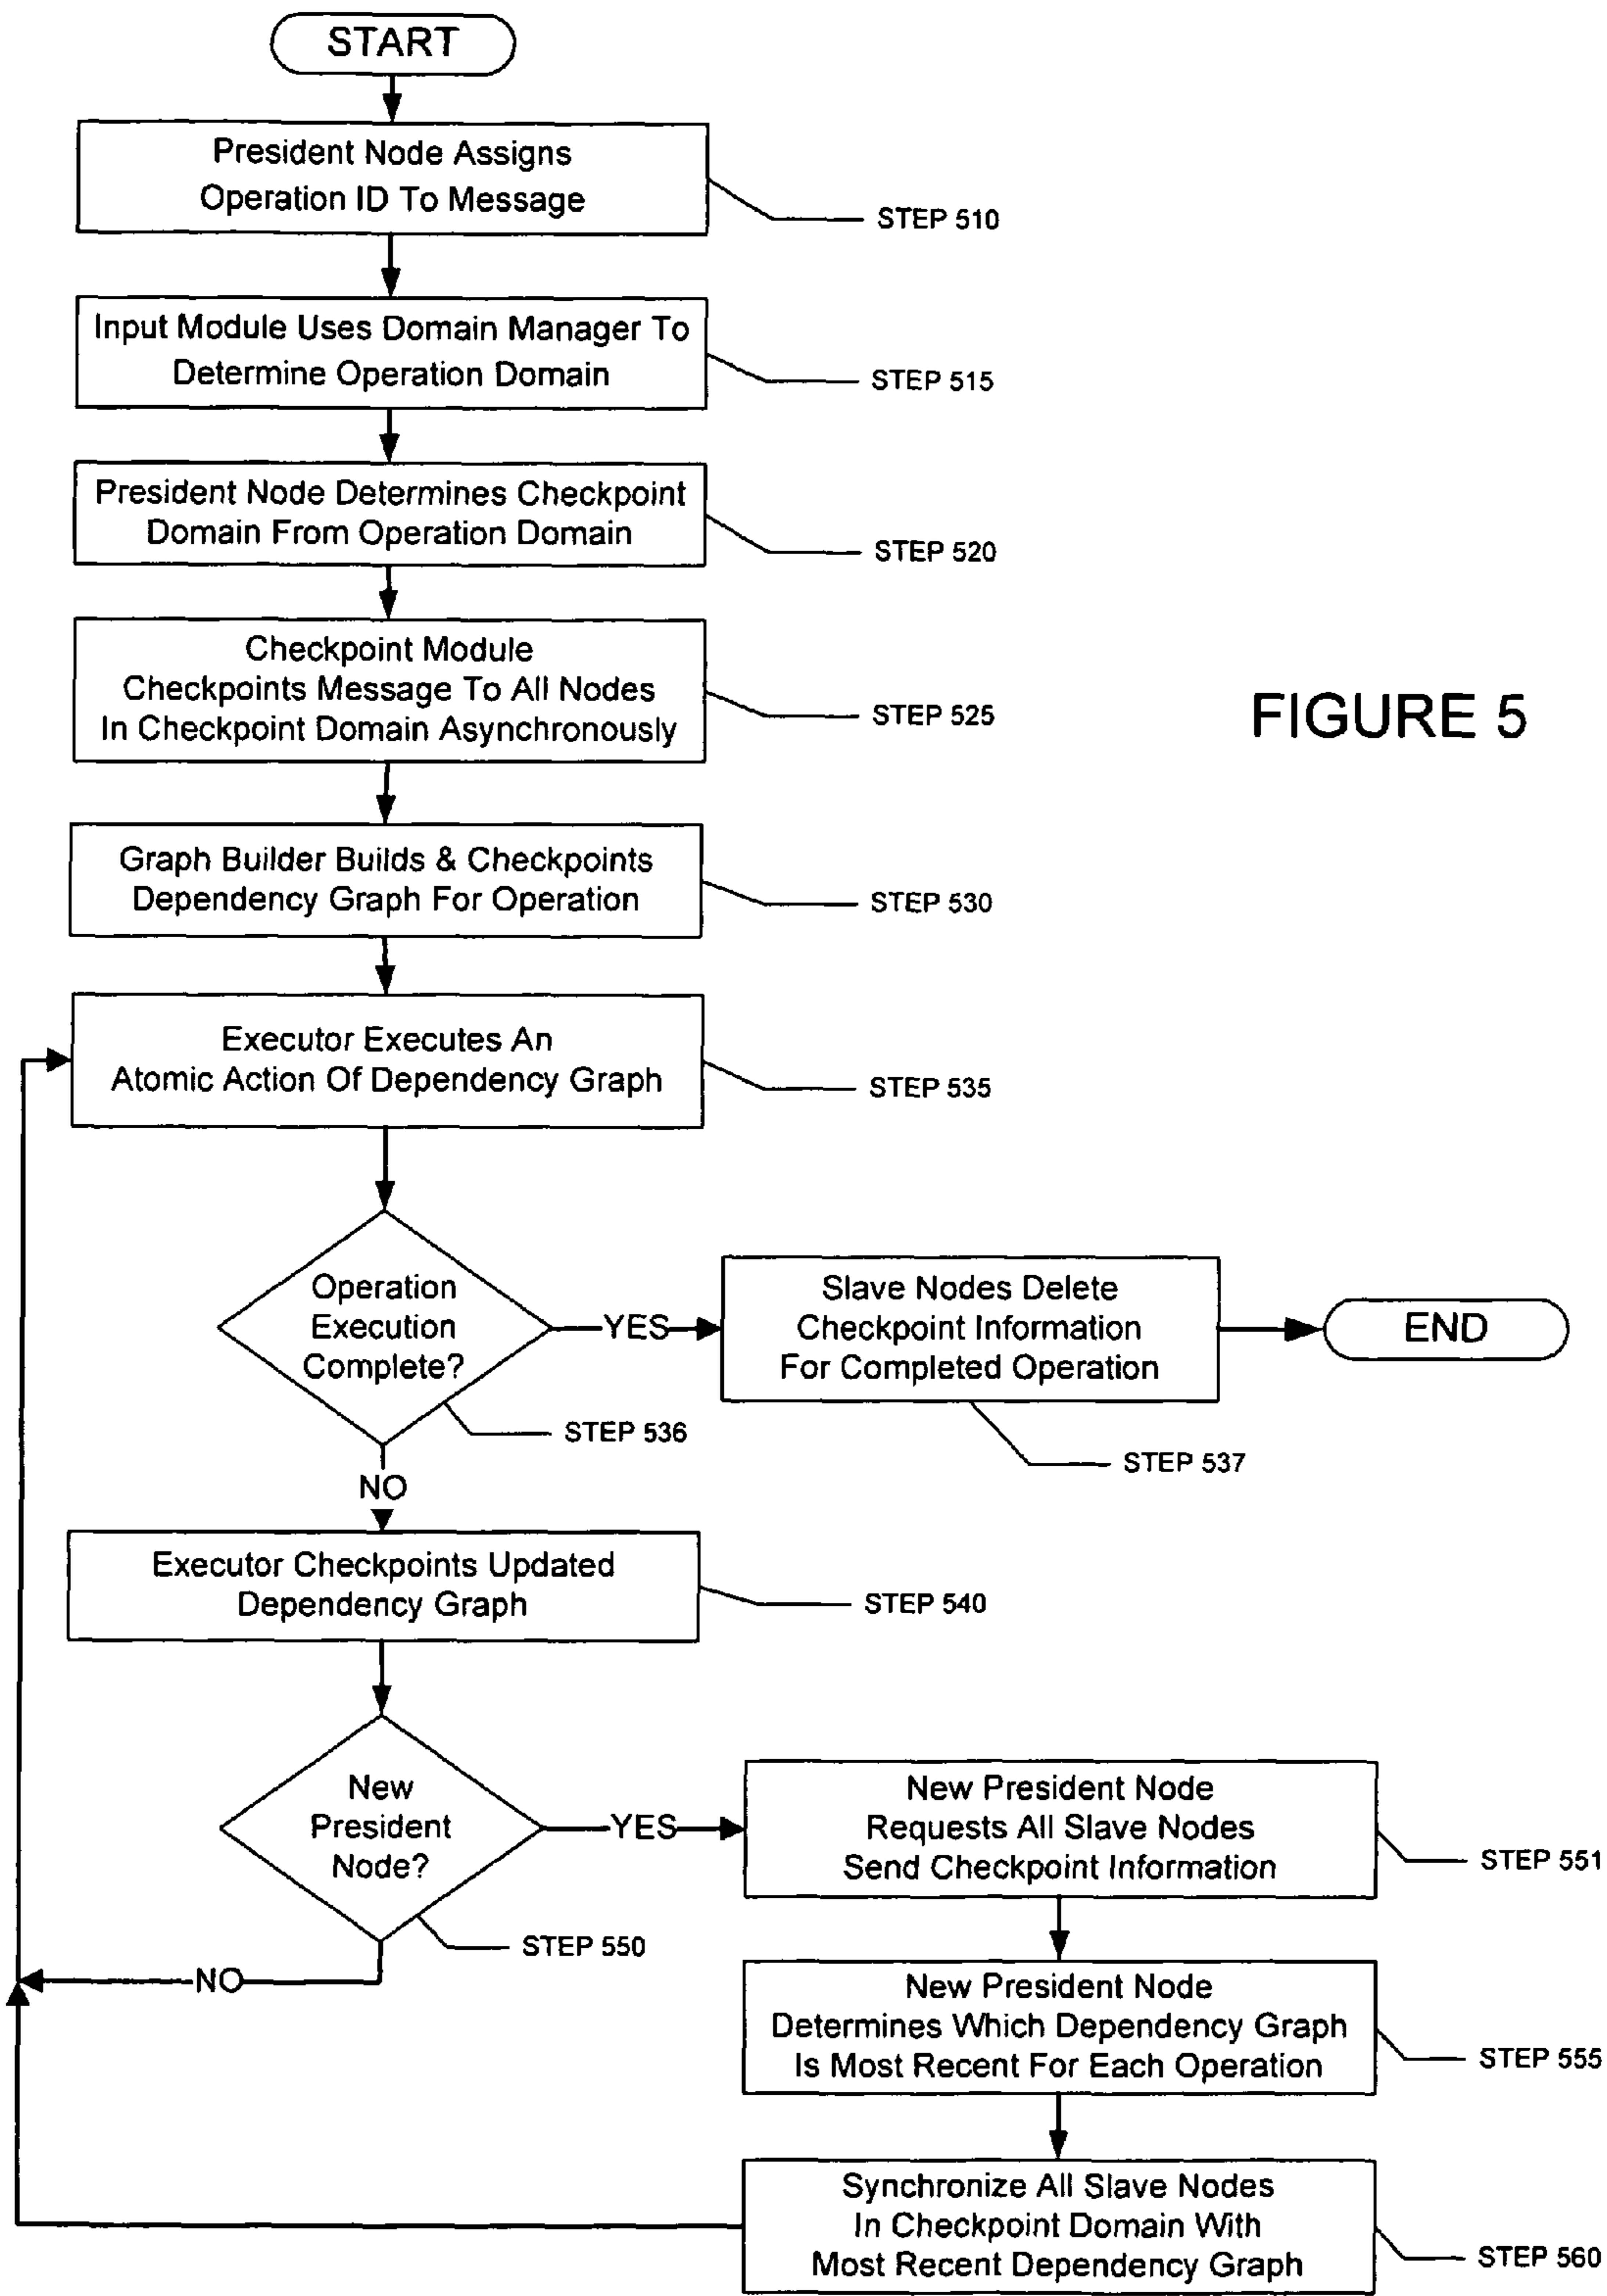 START
President Node Assigns
Operation ID To Message
STEP 510
Input Module Uses Domain Manager To
Determine Operation Domain
STEP 515
President Node Determines Checkpoint
Domain From Operation Domain
STEP 520
Checkpoint Module
Checkpoints Message To All Nodes
In Checkpoint Domain Asynchronously
STEP 525
FIGURE 5
Graph Builder Builds & Checkpoints
Dependency Graph For Operation
STEP 530
Executor Executes An
Atomic Action Of Dependency Graph
STEP 535
Operation
Execution
Complete?
STEP 536
YES
Slave Nodes Delete
Checkpoint Information
For Completed Operation
STEP 537
END
NO
Executor Checkpoints Updated
Dependency Graph
STEP 540
New
President
Node?
STEP 550
YES
New President Node
Requests All Slave Nodes
Send Checkpoint Information
STEP 551
NO
New President Node
Determines Which Dependency Graph
Is Most Recent For Each Operation
STEP 555
Synchronize All Slave Nodes
In Checkpoint Domain With
Most Recent Dependency Graph
STEP 560